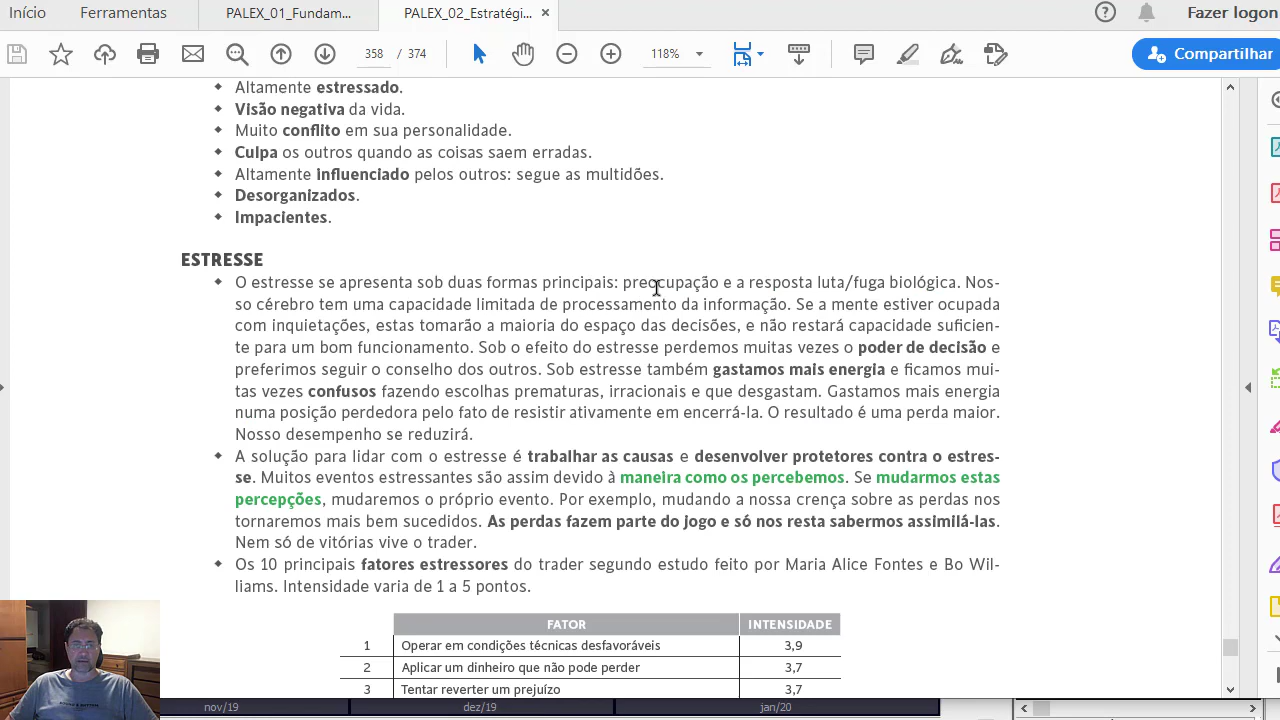 Início
Ferramentas
PALEX_01_Fundam...
PALEX_02_Estratégi...
Fazer logon
358 / 374
118%
Compartilhar
Altamente estressado.
Visão negativa da vida.
Muito conflito em sua personalidade.
Culpa os outros quando as coisas saem erradas.
Altamente influenciado pelos outros: segue as multidões.
Desorganizados.
Impacientes.
ESTRESSE
O estresse se apresenta sob duas formas principais: preocupação e a resposta luta/fuga biológica. Nos-
so cérebro tem uma capacidade limitada de processamento da informação. Se a mente estiver ocupada
com inquietações, estas tomarão a maioria do espaço das decisões, e não restará capacidade suficien-
te para um bom funcionamento. Sob o efeito do estresse perdemos muitas vezes o poder de decisão e
preferimos seguir o conselho dos outros. Sob estresse também gastamos mais energia e ficamos mui-
tas vezes confusos fazendo escolhas prematuras, irracionais e que desgastam. Gastamos mais energia
numa posição perdedora pelo fato de resistir ativamente em encerrá-la. O resultado é uma perda maior.
Nosso desempenho se reduzirá.
A solução para lidar com o estresse é trabalhar as causas e desenvolver protetores contra o estres-
se. Muitos eventos estressantes são assim devido à maneira como os percebemos. Se mudarmos estas
percepções, mudaremos o próprio evento. Por exemplo, mudando a nossa crença sobre as perdas nos
tornaremos mais bem sucedidos. As perdas fazem parte do jogo e só nos resta sabermos assimilá-las.
Nem só de vitórias vive o trader.
Os 10 principais fatores estressores do trader segundo estudo feito por Maria Alice Fontes e Bo Wil-
liams. Intensidade varia de 1 a 5 pontos.
FATOR INTENSIDADE
1 Operar em condições técnicas desfavoráveis 3,9
2 Aplicar um dinheiro que não pode perder 3,7
3 Tentar reverter um prejuízo 3,7
nov/19 dez/19 jan/20